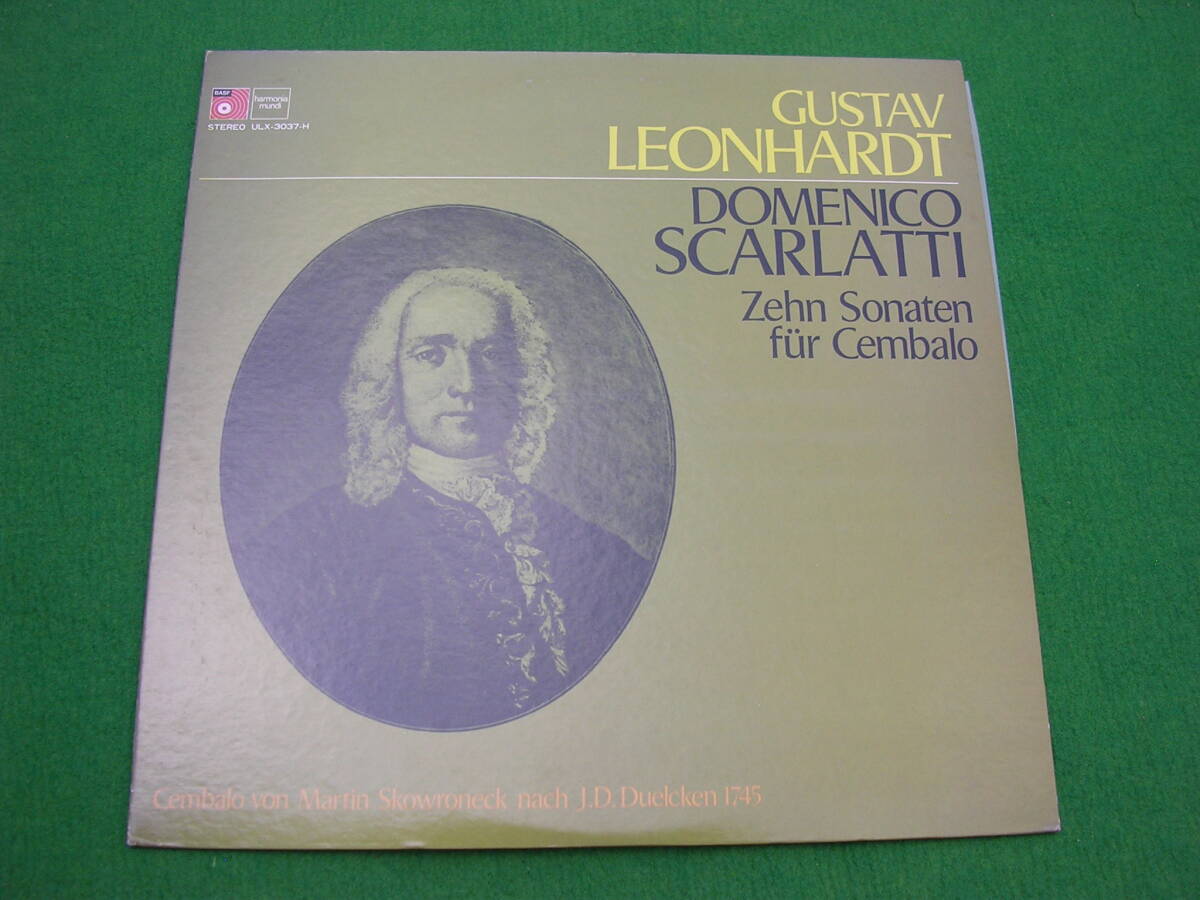 BASF
harmonia
mundi
STEREO ULX-3037-H
GUSTAV
LEONHARDT
DOMENICO
SCARLATTI
Zehn Sonaten
für Cembalo
Cembalo von Martin Skowroneck nach J.D. Duelcken 1745